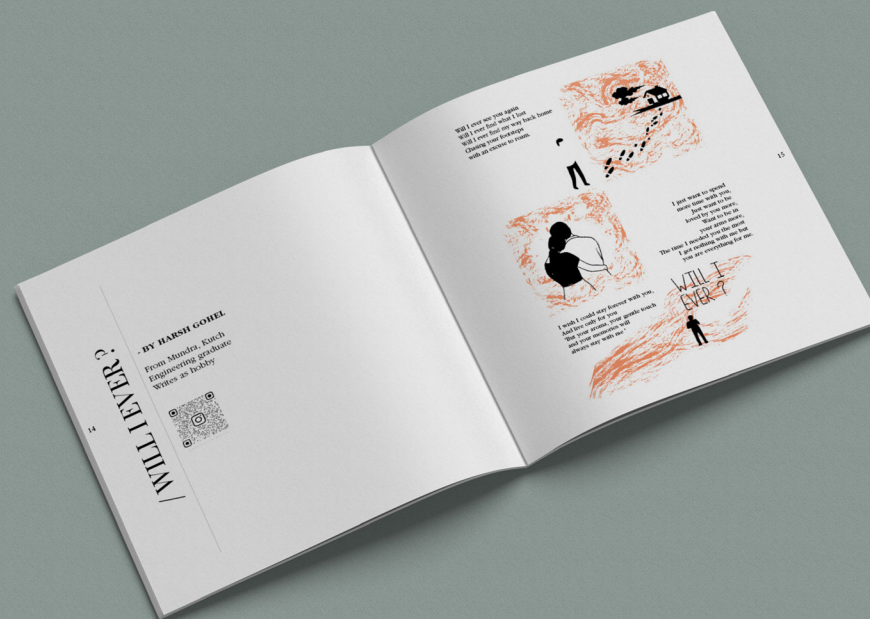 /WILL I EVER?
- BY HARSH GOHEL
From Mundra, Kutch
Engineering graduate
Writes as hobby
14
Will I ever see you again
Will I ever find what I lost
Will I ever find my way back home
Chasing your footsteps
with an excuse to roam.
15
I just want to spend
more time with you,
Just want to be
loved by you more,
Want to be in
your arms more,
The time I needed you the most
I got nothing with me but
you are everything for me.
I wish I could stay forever with you,
And live only for you
"But your aroma, your gentle touch
and your memories will
always stay with me"
WILL I
EVER?